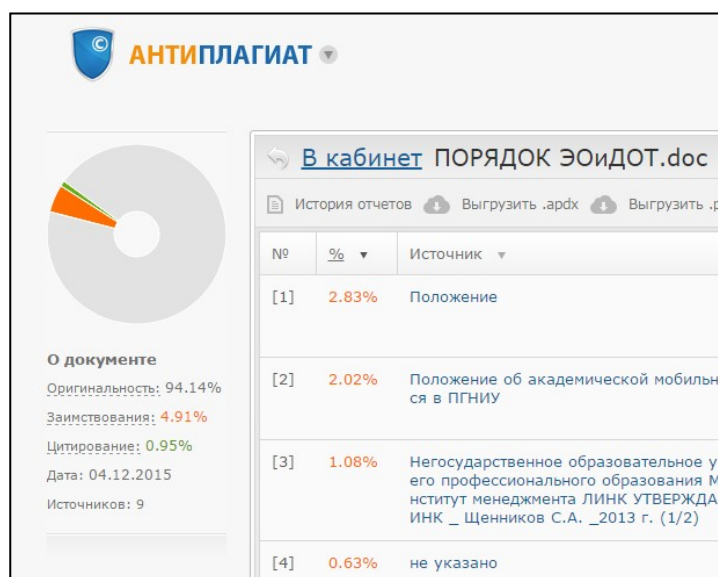 АНТИПЛАГИАТ
В кабинет ПОРЯДОК ЭОиДОТ.doc
История отчетов Выгрузить .apdx Выгрузить
№ % Источник
[1] 2.83% Положение
[2] 2.02% Положение об академической
ся в ПГНИУ
[3] 1.08% Негосударственное образовательное
его профессионального образования
нститут менеджмента ЛИНК
ИНК _ Щенников С.А. _2013 г. (1/2)
[4] 0.63% не указано
О документе
Оригинальность: 94.14%
Заимствования: 4.91%
Цитирование: 0.95%
Дата: 04.12.2015
Источников: 9